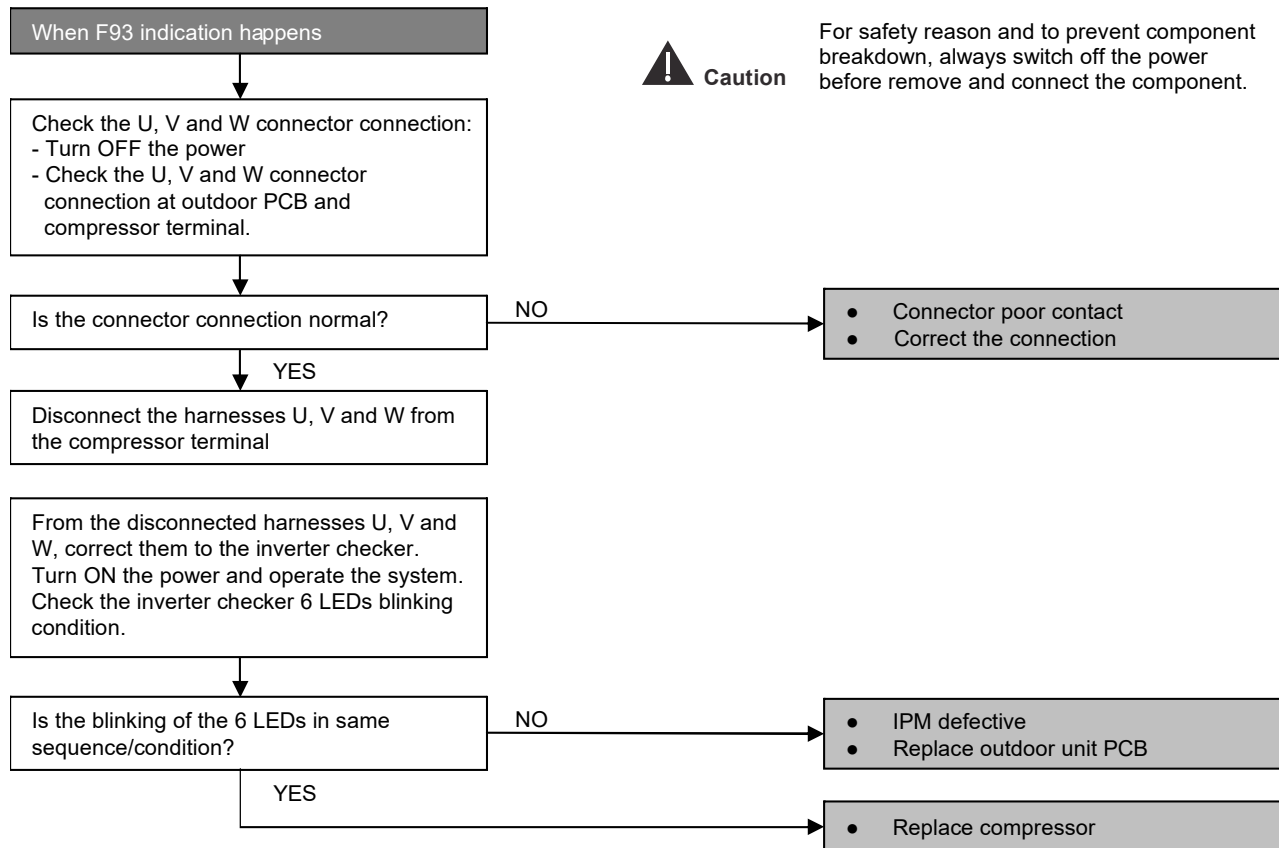 When F93 indication happens
Caution
For safety reason and to prevent component
breakdown, always switch off the power
before remove and connect the component.
Check the U, V and W connector connection:
- Turn OFF the power
- Check the U, V and W connector
connection at outdoor PCB and
compressor terminal.
Is the connector connection normal?
NO
● Connector poor contact
● Correct the connection
YES
Disconnect the harnesses U, V and W from
the compressor terminal
From the disconnected harnesses U, V and
W, correct them to the inverter checker.
Turn ON the power and operate the system.
Check the inverter checker 6 LEDs blinking
condition.
Is the blinking of the 6 LEDs in same
sequence/condition?
NO
● IPM defective
● Replace outdoor unit PCB
YES
● Replace compressor